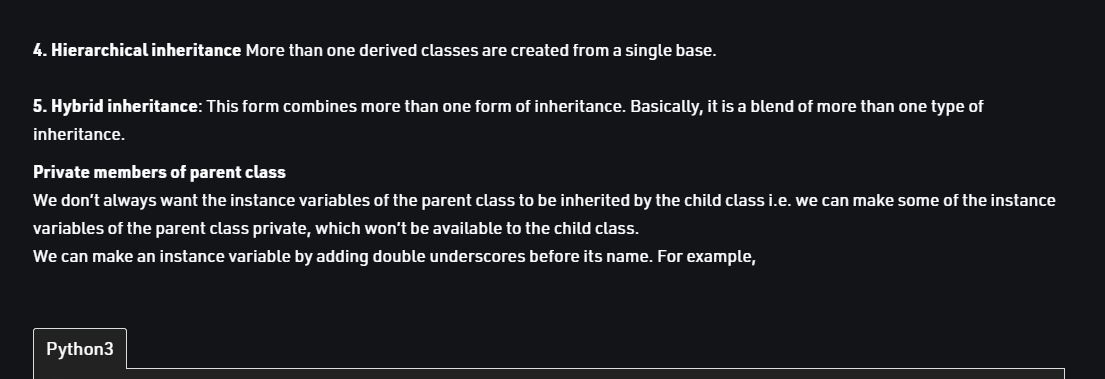 4. Hierarchical inheritance More than one derived classes are created from a single base.
5. Hybrid inheritance: This form combines more than one form of inheritance. Basically, it is a blend of more than one type of
inheritance.
Private members of parent class
We don’t always want the instance variables of the parent class to be inherited by the child class i.e. we can make some of the instance
variables of the parent class private, which won’t be available to the child class.
We can make an instance variable by adding double underscores before its name. For example,
Python3